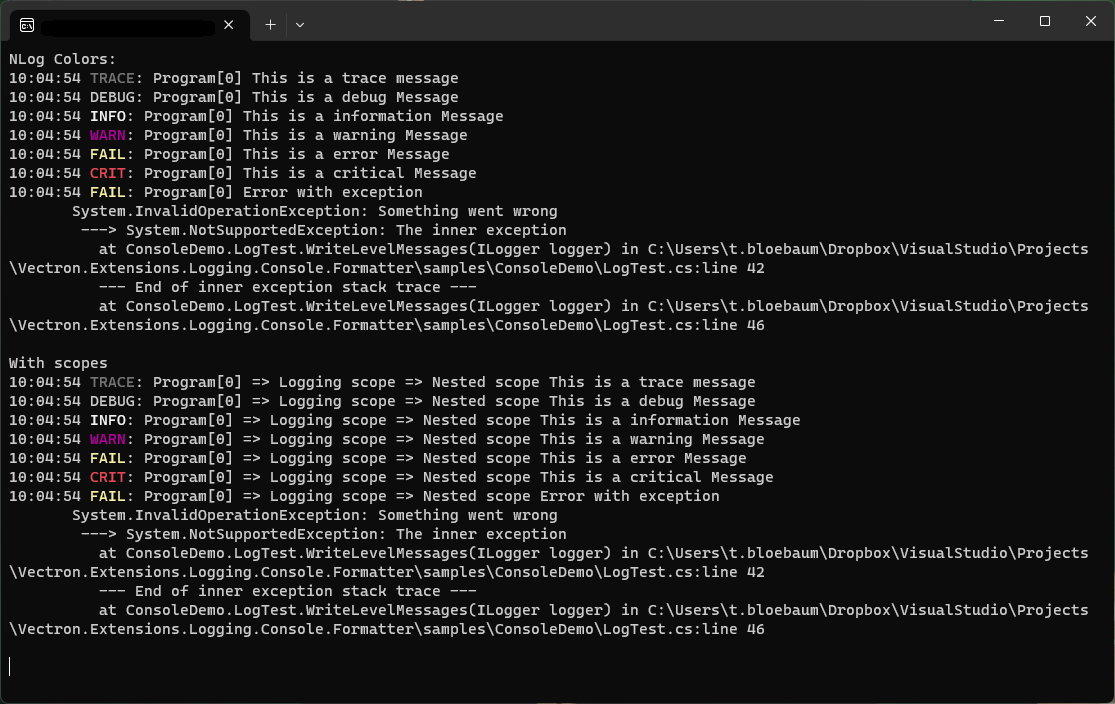 NLog Colors:
10:04:54 TRACE: Program[0] This is a trace message
10:04:54 DEBUG: Program[0] This is a debug Message
10:04:54 INFO: Program[0] This is a information Message
10:04:54 WARN: Program[0] This is a warning Message
10:04:54 FAIL: Program[0] This is a error Message
10:04:54 CRIT: Program[0] This is a critical Message
10:04:54 FAIL: Program[0] Error with exception
System.InvalidOperationException: Something went wrong
---> System.NotSupportedException: The inner exception
at ConsoleDemo.LogTest.WriteLevelMessages(ILogger logger) in C:\Users\t.bloebaum\Dropbox\VisualStudio\Projects
\Vectron.Extensions.Logging.Console.Formatter\samples\ConsoleDemo\LogTest.cs:line 42
--- End of inner exception stack trace ---
at ConsoleDemo.LogTest.WriteLevelMessages(ILogger logger) in C:\Users\t.bloebaum\Dropbox\VisualStudio\Projects
\Vectron.Extensions.Logging.Console.Formatter\samples\ConsoleDemo\LogTest.cs:line 46
With scopes
10:04:54 TRACE: Program[0] => Logging scope => Nested scope This is a trace message
10:04:54 DEBUG: Program[0] => Logging scope => Nested scope This is a debug Message
10:04:54 INFO: Program[0] => Logging scope => Nested scope This is a information Message
10:04:54 WARN: Program[0] => Logging scope => Nested scope This is a warning Message
10:04:54 FAIL: Program[0] => Logging scope => Nested scope This is a error Message
10:04:54 CRIT: Program[0] => Logging scope => Nested scope This is a critical Message
10:04:54 FAIL: Program[0] => Logging scope => Nested scope Error with exception
System.InvalidOperationException: Something went wrong
---> System.NotSupportedException: The inner exception
at ConsoleDemo.LogTest.WriteLevelMessages(ILogger logger) in C:\Users\t.bloebaum\Dropbox\VisualStudio\Projects
\Vectron.Extensions.Logging.Console.Formatter\samples\ConsoleDemo\LogTest.cs:line 42
--- End of inner exception stack trace ---
at ConsoleDemo.LogTest.WriteLevelMessages(ILogger logger) in C:\Users\t.bloebaum\Dropbox\VisualStudio\Projects
\Vectron.Extensions.Logging.Console.Formatter\samples\ConsoleDemo\LogTest.cs:line 46